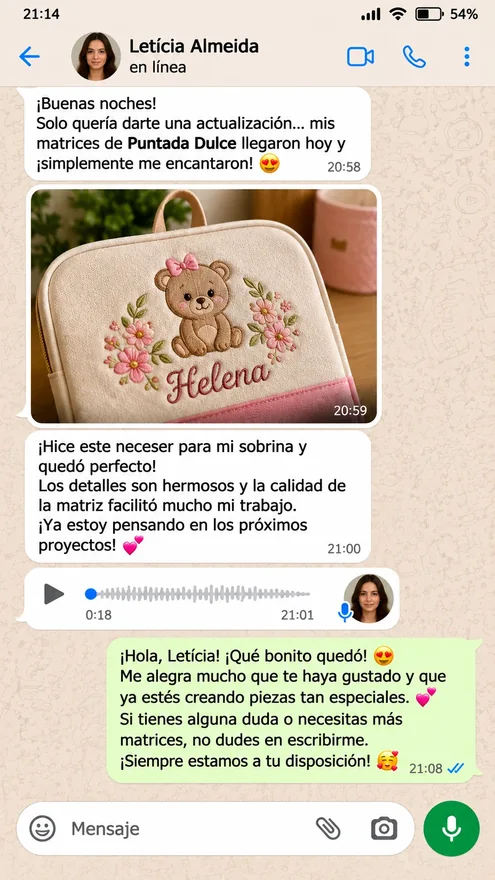 21:14
54%
Letícia Almeida
en línea
¡Buenas noches!
Solo quería darte una actualización... mis
matrices de Puntada Dulce llegaron hoy y
¡simplemente me encantaron! 😍
20:58
Helena
20:59
¡Hice este neceser para mi sobrina y
quedó perfecto!
Los detalles son hermosos y la calidad de
la matriz facilitó mucho mi trabajo.
¡Ya estoy pensando en los próximos
proyectos! 💕
21:00
0:18
21:01
¡Hola, Letícia! ¡Qué bonito quedó! 😍
Me alegra mucho que te haya gustado y que
ya estés creando piezas tan especiales. 💕
Si tienes alguna duda o necesitas más
matrices, no dudes en escribirme.
¡Siempre estamos a tu disposición! 🥰
21:08
Mensaje